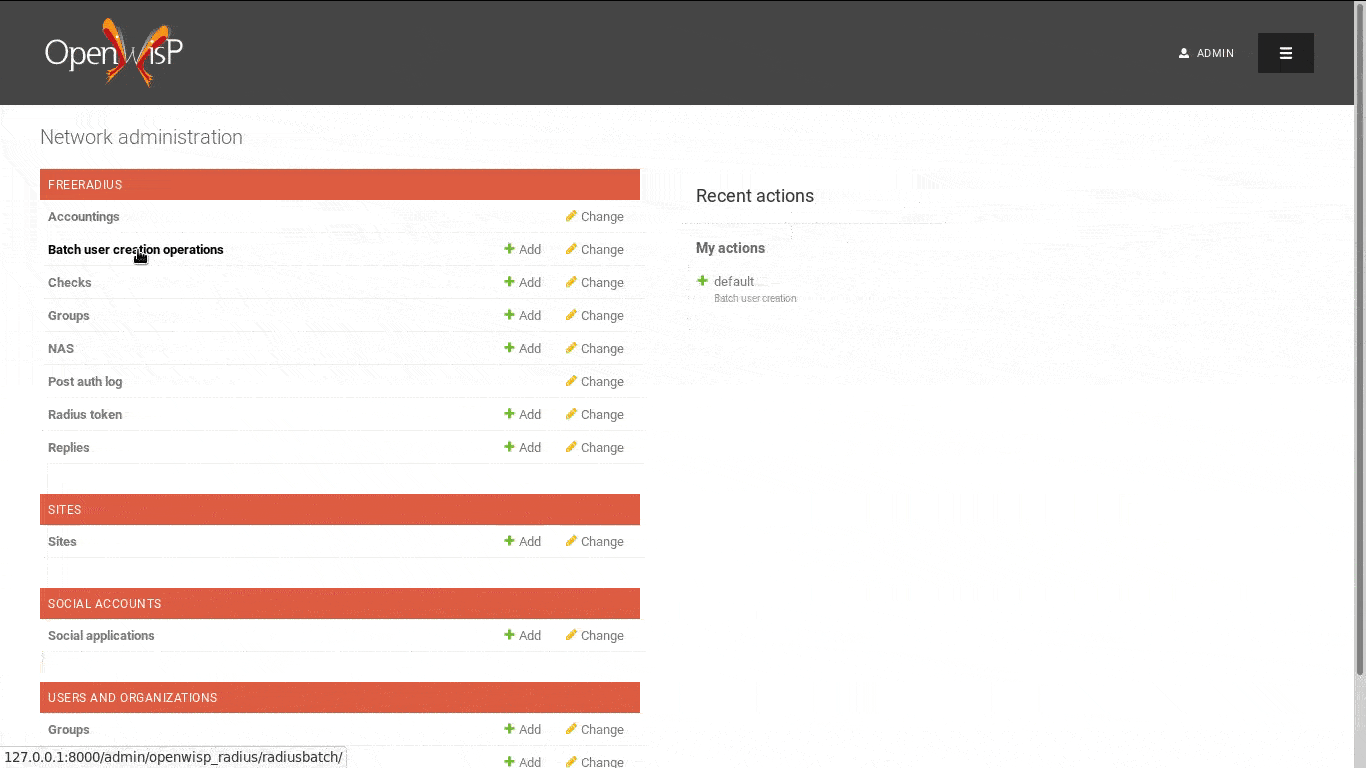 OpenWISP
ADMIN
Network administration
FREERADIUS
Accountings Change
Batch user creation operations Add Change
Checks Add Change
Groups Add Change
NAS Add Change
Post auth log Change
Radius token Add Change
Replies Add Change
SITES
Sites Add Change
SOCIAL ACCOUNTS
Social applications Add Change
USERS AND ORGANIZATIONS
Groups Add Change
Add Change
Recent actions
My actions
default
Batch user creation
127.0.0.1:8000/admin/openwisp_radius/radiusbatch/